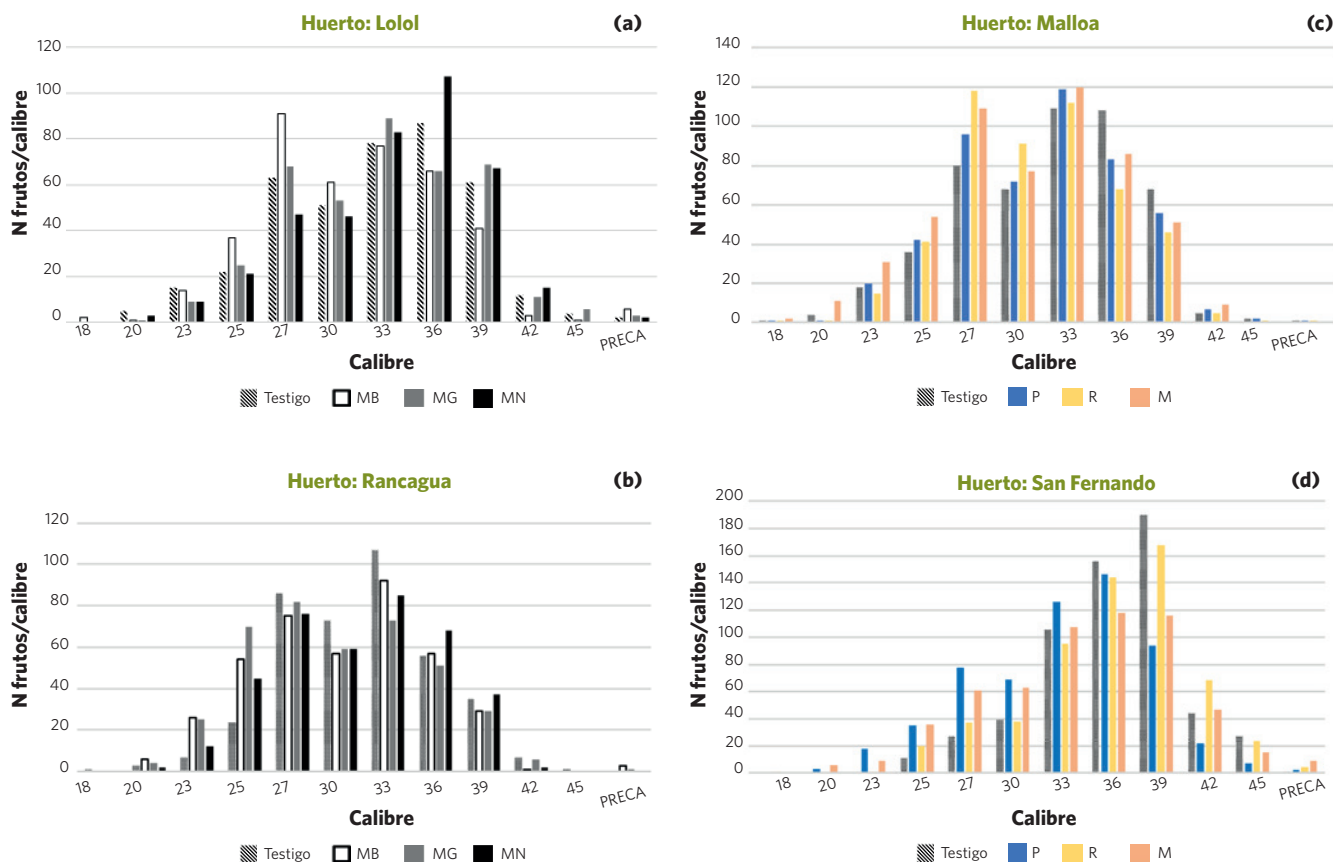 Huerto: Lolol
(a)
N frutos/calibre
120
100
80
60
40
20
0
18 20 23 25 27 30 33 36 39 42 45 PRECA
Calibre
Testigo MB MG MN
Huerto: Malloa
(c)
N frutos/calibre
140
120
100
80
60
40
20
0
18 20 23 25 27 30 33 36 39 42 45 PRECA
Calibre
Testigo P R M
Huerto: Rancagua
(b)
N frutos/calibre
120
100
80
60
40
20
0
18 20 23 25 27 30 33 36 39 42 45 PRECA
Calibre
Testigo MB MG MN
Huerto: San Fernando
(d)
N frutos/calibre
200
180
160
140
120
100
80
60
40
20
0
18 20 23 25 27 30 33 36 39 42 45 PRECA
Calibre
Testigo P R M